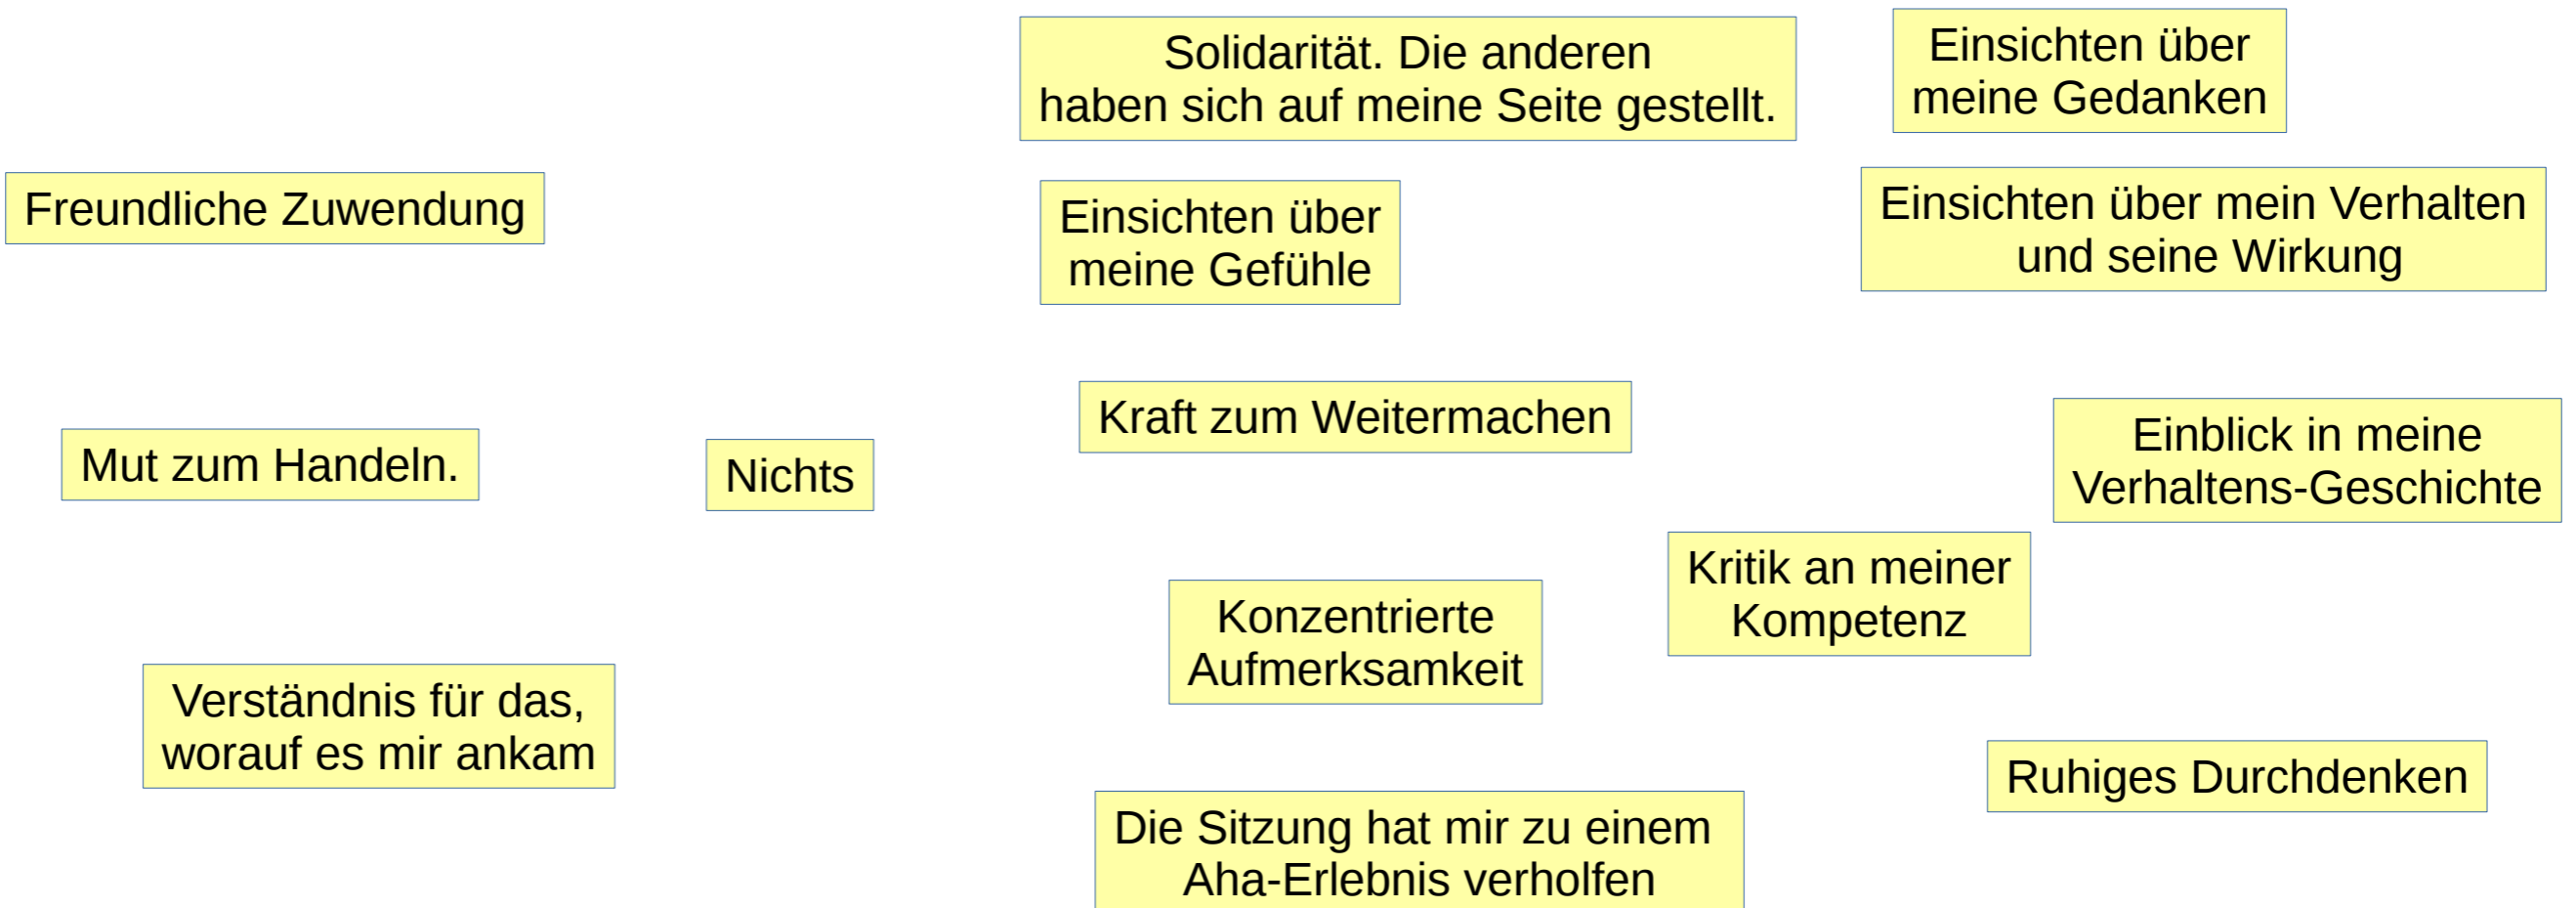 Solidarität. Die anderen
haben sich auf meine Seite gestellt.
Einsichten über
meine Gedanken
Freundliche Zuwendung
Einsichten über
meine Gefühle
Einsichten über mein Verhalten
und seine Wirkung
Mut zum Handeln.
Nichts
Kraft zum Weitermachen
Einblick in meine
Verhaltens-Geschichte
Kritik an meiner
Kompetenz
Konzentrierte
Aufmerksamkeit
Verständnis für das,
worauf es mir ankam
Ruhiges Durchdenken
Die Sitzung hat mir zu einem
Aha-Erlebnis verholfen